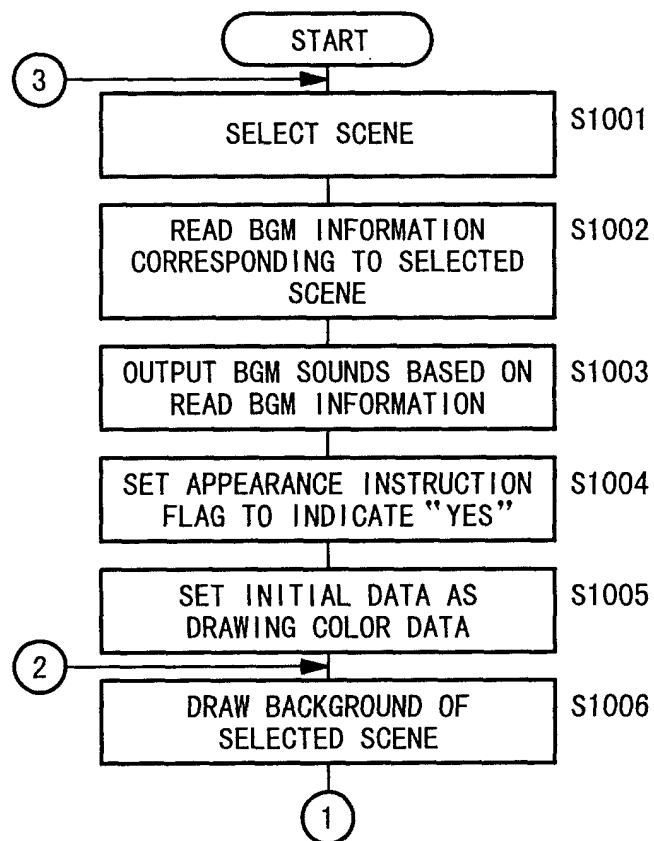 START
3
SELECT SCENE
S1001
READ BGM INFORMATION
CORRESPONDING TO SELECTED
SCENE
S1002
OUTPUT BGM SOUNDS BASED ON
READ BGM INFORMATION
S1003
SET APPEARANCE INSTRUCTION
FLAG TO INDICATE “YES”
S1004
SET INITIAL DATA AS
DRAWING COLOR DATA
S1005
2
DRAW BACKGROUND OF
SELECTED SCENE
S1006
1